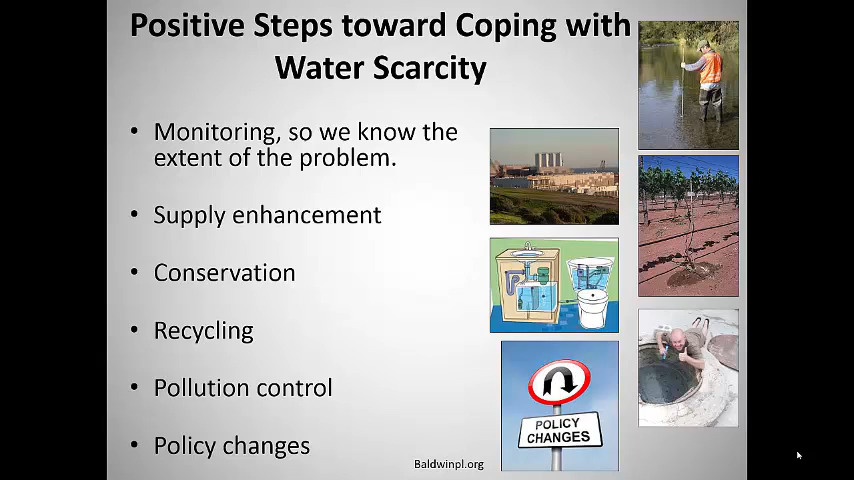 Positive Steps toward Coping with
Water Scarcity
• Monitoring, so we know the
extent of the problem.
• Supply enhancement
• Conservation
• Recycling
• Pollution control
• Policy changes
POLICY
CHANGES
Baldwinpl.org